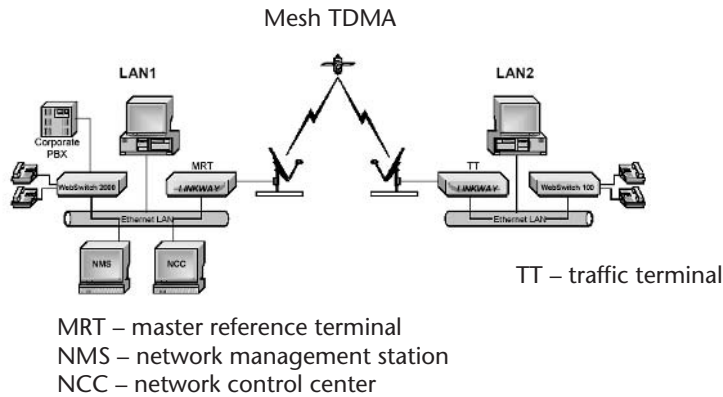 Mesh TDMA
LAN1
LAN2
Corporate
PBX
MRT
TT
WebSwitch 2000
LINKWAY
LINKWAY
WebSwitch 100
Ethernet LAN
Ethernet LAN
NMS
NCC
TT – traffic terminal
MRT – master reference terminal
NMS – network management station
NCC – network control center